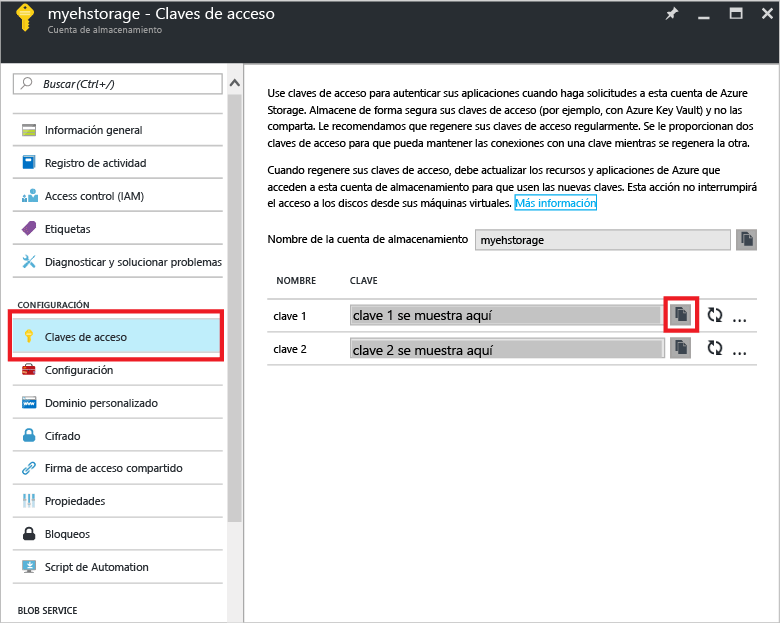 myehstorage - Claves de acceso
Cuenta de almacenamiento
Buscar(Ctrl+/)
Información general
Registro de actividad
Access control (IAM)
Etiquetas
Diagnosticar y solucionar problemas
CONFIGURACIÓN
Claves de acceso
Configuración
www
Dominio personalizado
Cifrado
Firma de acceso compartido
Propiedades
Bloqueos
Script de Automation
BLOB SERVICE
Use claves de acceso para autenticar sus aplicaciones cuando haga solicitudes a esta cuenta de Azure
Storage. Almacene de forma segura sus claves de acceso (por ejemplo, con Azure Key Vault) y no las
comparta. Le recomendamos que regenere sus claves de acceso regularmente. Se le proporcionan dos
claves de acceso para que pueda mantener las conexiones con una clave mientras se regenera la otra.
Cuando regenere sus claves de acceso, debe actualizar los recursos y aplicaciones de Azure que
acceden a esta cuenta de almacenamiento para que usen las nuevas claves. Esta acción no interrumpirá
el acceso a los discos desde sus máquinas virtuales. Más información
Nombre de la cuenta de almacenamiento myehstorage
NOMBRE CLAVE
clave 1 clave 1 se muestra aquí ...
clave 2 clave 2 se muestra aquí ...